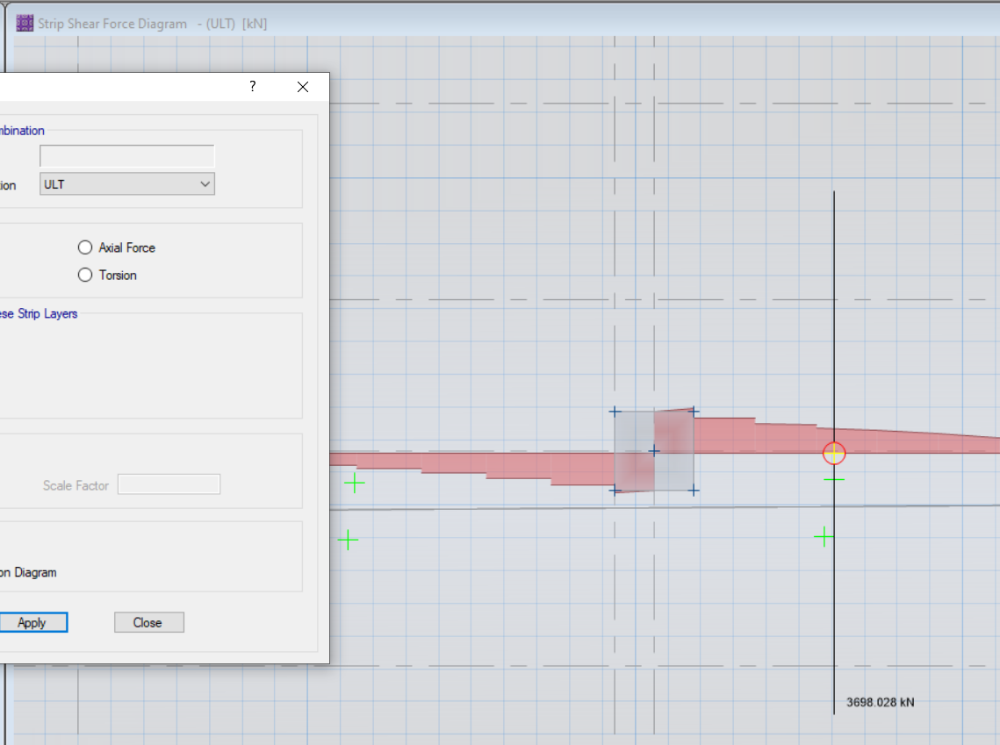 Strip Shear Force Diagram - (ULT) [kN]
?
mbination
ion
ULT
Axial Force
Torsion
ese Strip Layers
Scale Factor
on Diagram
Apply
Close
3698.028 kN